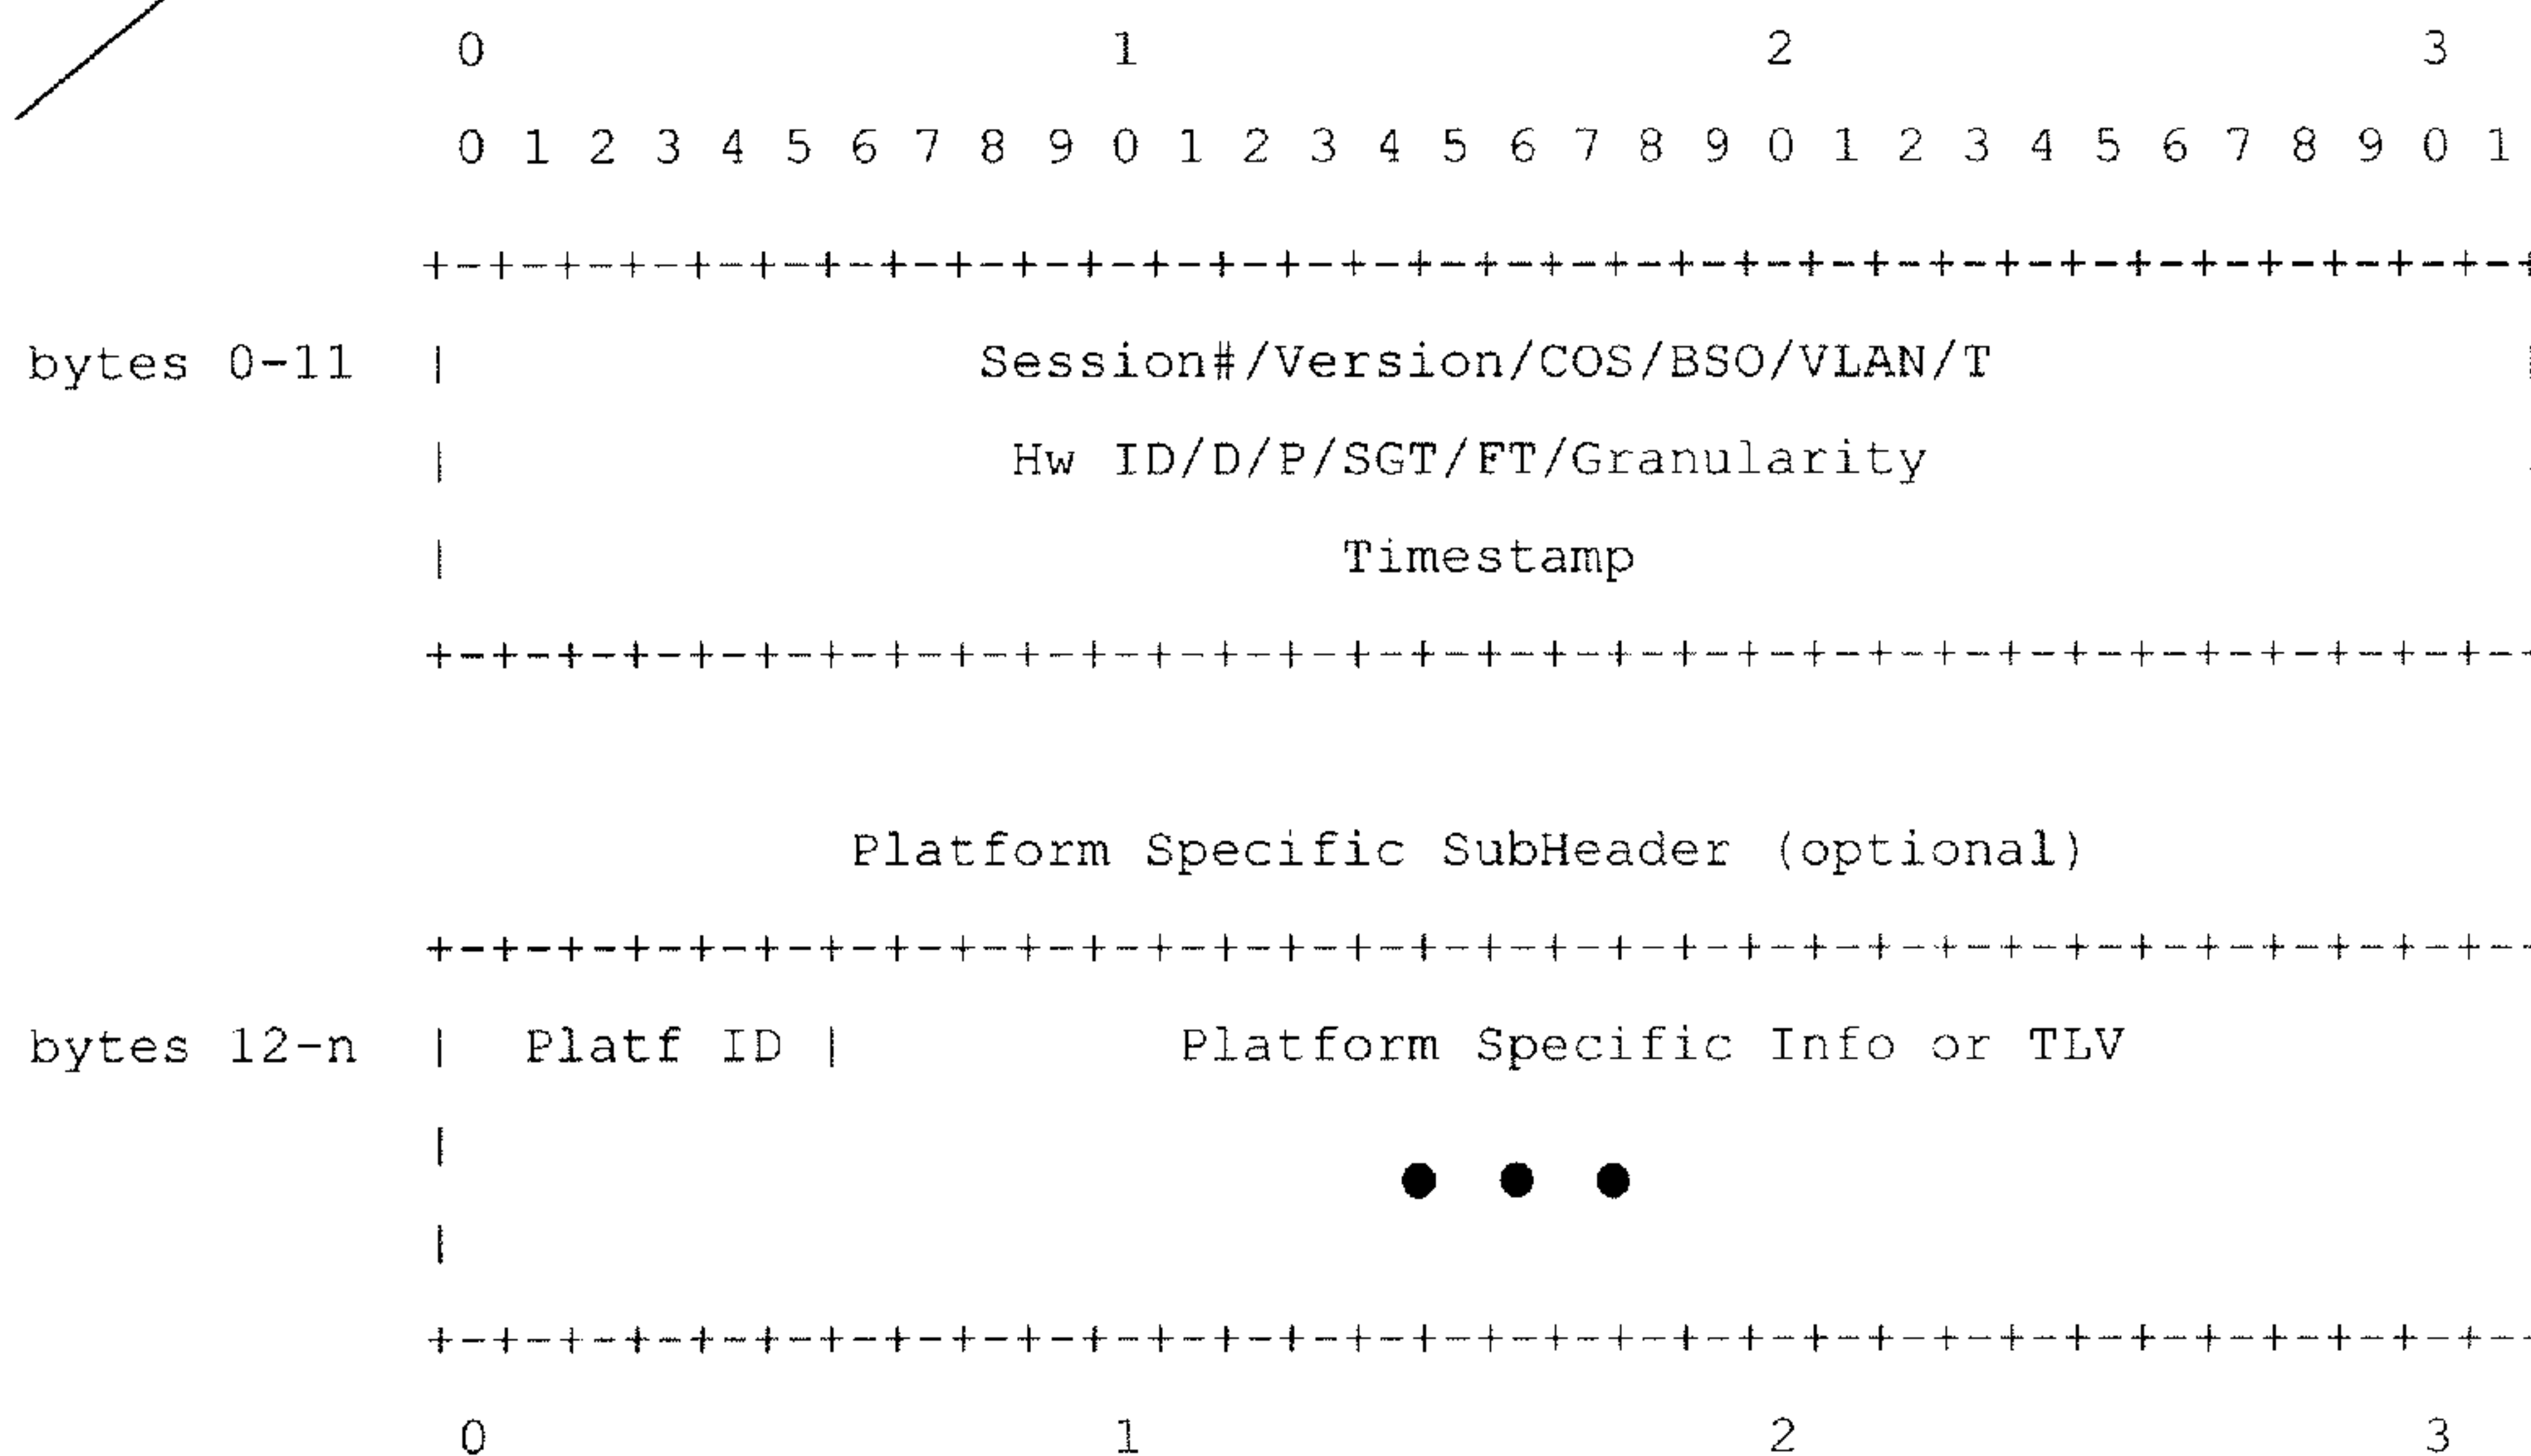 0 1 2 3
0 1 2 3 4 5 6 7 8 9 0 1 2 3 4 5 6 7 8 9 0 1 2 3 4 5 6 7 8 9 0 1
+-+-+-+-+-+-+-+-+-+-+-+-+-+-+-+-+-+-+-+-+-+-+-+-+-+-+-+-+-+-+-+-+
bytes 0-11 | Session#/Version/COS/BSO/VLAN/T |
| Hw ID/D/P/SGT/FT/Granularity
| Timestamp
+-+-+-+-+-+-+-+-+-+-+-+-+-+-+-+-+-+-+-+-+-+-+-+-+-+-+-+-+-+-+-+-
Platform Specific SubHeader (optional)
+-+-+-+-+-+-+-+-+-+-+-+-+-+-+-+-+-+-+-+-+-+-+-+-+-+-+-+-+-+-+-+-
bytes 12-n | Platf ID | Platform Specific Info or TLV
| ● ● ●
|
+-+-+-+-+-+-+-+-+-+-+-+-+-+-+-+-+-+-+-+-+-+-+-+-+-+-+-+-+-+-+-+-
0 1 2 3